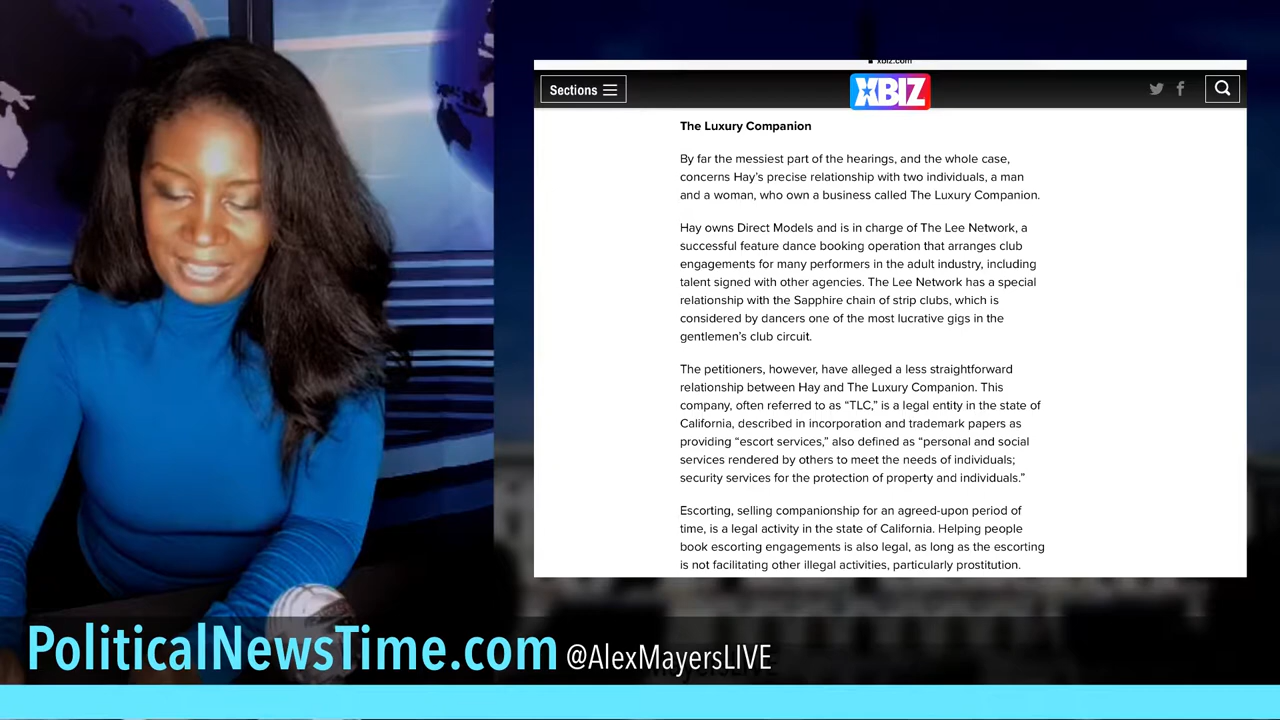 xbiz.com
Sections
XBIZ
The Luxury Companion
By far the messiest part of the hearings, and the whole case,
concerns Hay’s precise relationship with two individuals, a man
and a woman, who own a business called The Luxury Companion.
Hay owns Direct Models and is in charge of The Lee Network, a
successful feature dance booking operation that arranges club
engagements for many performers in the adult industry, including
talent signed with other agencies. The Lee Network has a special
relationship with the Sapphire chain of strip clubs, which is
considered by dancers one of the most lucrative gigs in the
gentlemen’s club circuit.
The petitioners, however, have alleged a less straightforward
relationship between Hay and The Luxury Companion. This
company, often referred to as “TLC,” is a legal entity in the state of
California, described in incorporation and trademark papers as
providing “escort services,” also defined as “personal and social
services rendered by others to meet the needs of individuals;
security services for the protection of property and individuals.”
Escorting, selling companionship for an agreed-upon period of
time, is a legal activity in the state of California. Helping people
book escorting engagements is also legal, as long as the escorting
is not facilitating other illegal activities, particularly prostitution.
PoliticalNewsTime.com @AlexMayersLIVE